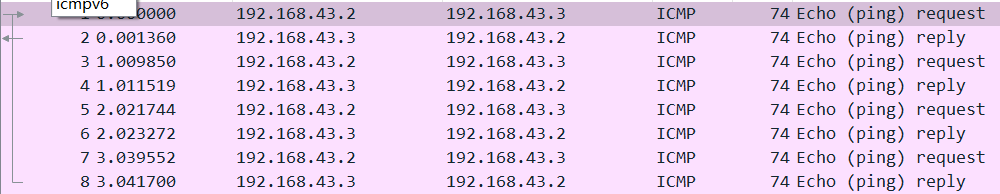 icmpv6
1 0.000000 192.168.43.2 192.168.43.3 ICMP 74 Echo (ping) request
2 0.001360 192.168.43.3 192.168.43.2 ICMP 74 Echo (ping) reply
3 1.009850 192.168.43.2 192.168.43.3 ICMP 74 Echo (ping) request
4 1.011519 192.168.43.3 192.168.43.2 ICMP 74 Echo (ping) reply
5 2.021744 192.168.43.2 192.168.43.3 ICMP 74 Echo (ping) request
6 2.023272 192.168.43.3 192.168.43.2 ICMP 74 Echo (ping) reply
7 3.039552 192.168.43.2 192.168.43.3 ICMP 74 Echo (ping) request
8 3.041700 192.168.43.3 192.168.43.2 ICMP 74 Echo (ping) reply